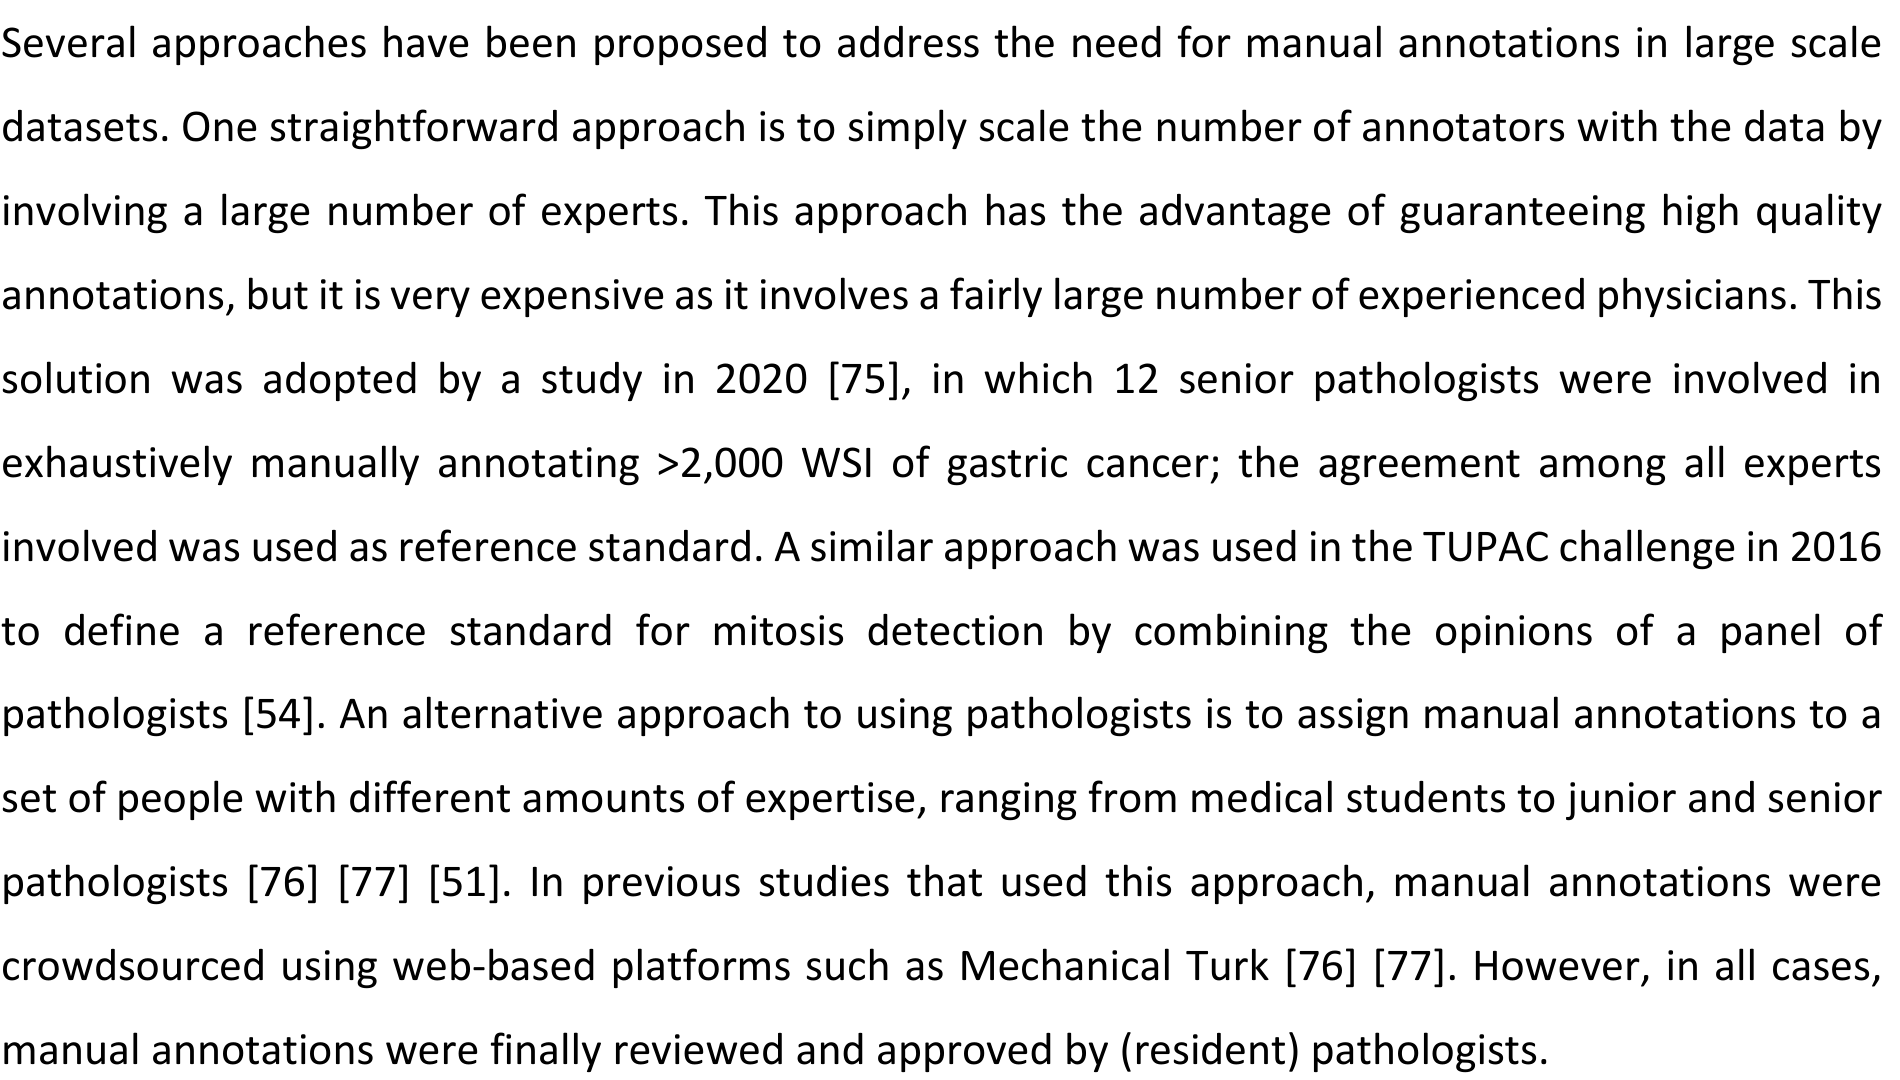 Several approaches have been proposed to address the need for manual annotations in large scale
datasets. One straightforward approach is to simply scale the number of annotators with the data by
involving a large number of experts. This approach has the advantage of guaranteeing high quality
annotations, but it is very expensive as it involves a fairly large number of experienced physicians. This
solution was adopted by a study in 2020 [75], in which 12 senior pathologists were involved in
exhaustively manually annotating >2,000 WSI of gastric cancer; the agreement among all experts
involved was used as reference standard. A similar approach was used in the TUPAC challenge in 2016
to define a reference standard for mitosis detection by combining the opinions of a panel of
pathologists [54]. An alternative approach to using pathologists is to assign manual annotations to a
set of people with different amounts of expertise, ranging from medical students to junior and senior
pathologists [76] [77] [51]. In previous studies that used this approach, manual annotations were
crowdsourced using web-based platforms such as Mechanical Turk [76] [77]. However, in all cases,
manual annotations were finally reviewed and approved by (resident) pathologists.